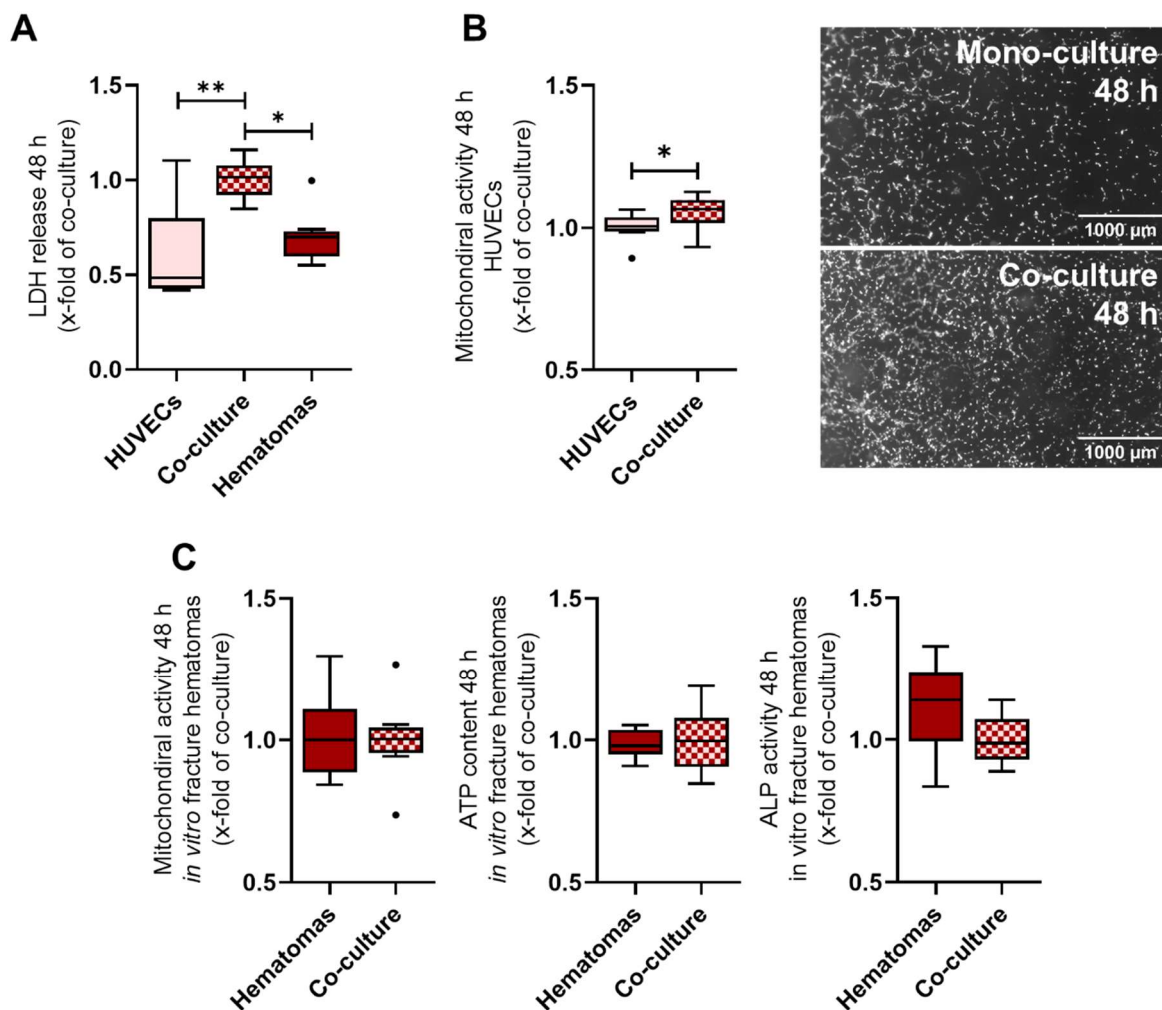 A
LDH release 48 h
(x-fold of co-culture)
1.5
1.0
0.5
0.0
**
*
HUVECs
Co-culture
Hematomas
B
Mitochondiral activity 48 h
HUVECs
(x-fold of co-culture)
1.5
1.0
0.5
*
HUVECs
Co-culture
Mono-culture
48 h
1000 µm
Co-culture
48 h
1000 µm
C
Mitochondiral activity 48 h
in vitro fracture hematomas
(x-fold of co-culture)
1.5
1.0
0.5
Hematomas
Co-culture
ATP content 48 h
in vitro fracture hematomas
(x-fold of co-culture)
1.5
1.0
0.5
Hematomas
Co-culture
ALP activity 48 h
in vitro fracture hematomas
(x-fold of co-culture)
1.5
1.0
0.5
Hematomas
Co-culture